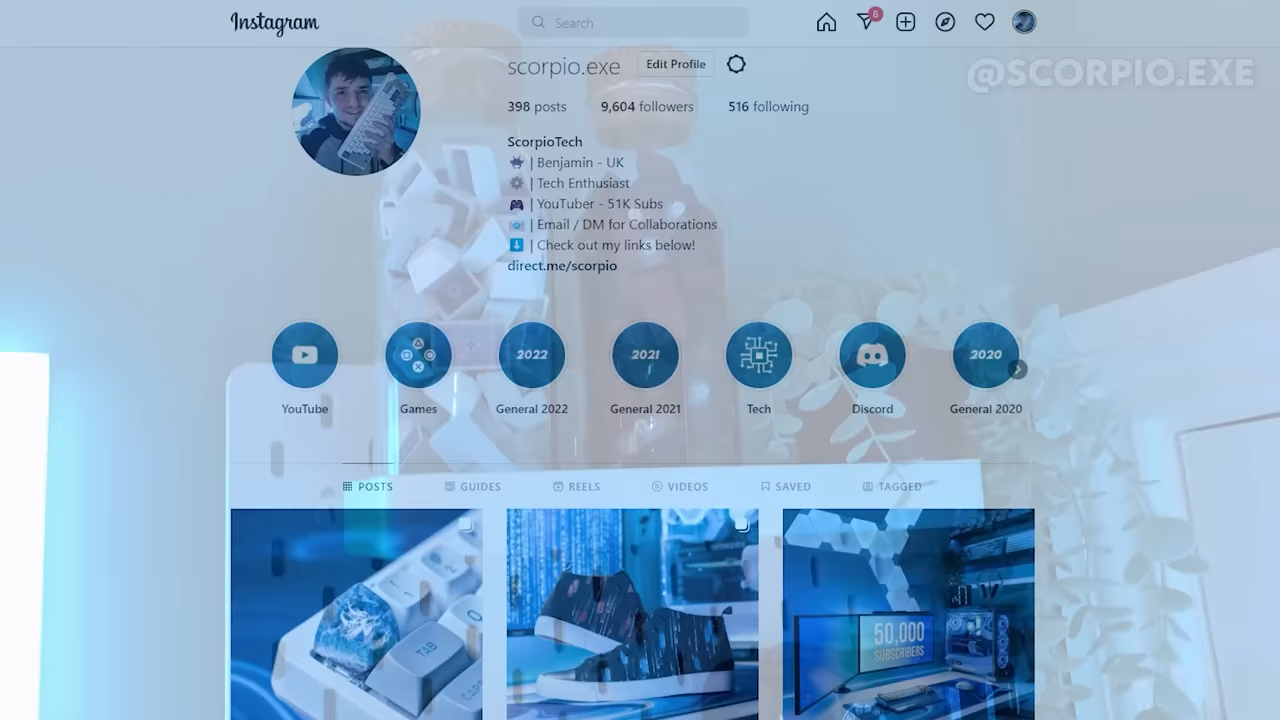 Instagram
Search
6
@SCORPIO.EXE
scorpio.exe Edit Profile
398 posts 9,604 followers 516 following
ScorpioTech
| Benjamin - UK
| Tech Enthusiast
| YouTuber - 51K Subs
| Email / DM for Collaborations
| Check out my links below!
direct.me/scorpio
2022 2021 2020
YouTube Games General 2022 General 2021 Tech Discord General 2020
POSTS GUIDES REELS VIDEOS SAVED TAGGED
TAB
50,000
SUBSCRIBERS